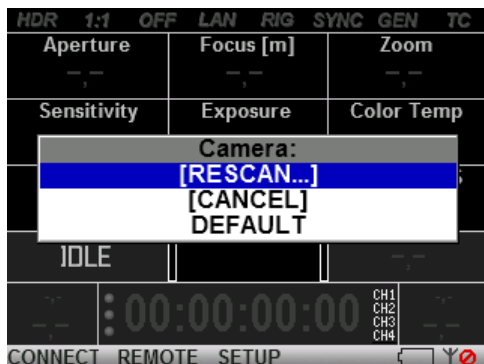 HDR 1:1 OFF LAN RIG SYNC GEN TC
Aperture Focus [m] Zoom
-,- -,- -,-
Sensitivity Exposure Color Temp
Camera:
[RESCAN...]
[CANCEL]
DEFAULT
IDLE -,-
-,- 00:00:00:00 CH1 -,-
CH2
CH3
-,- CH4 -,-
CONNECT REMOTE SETUP